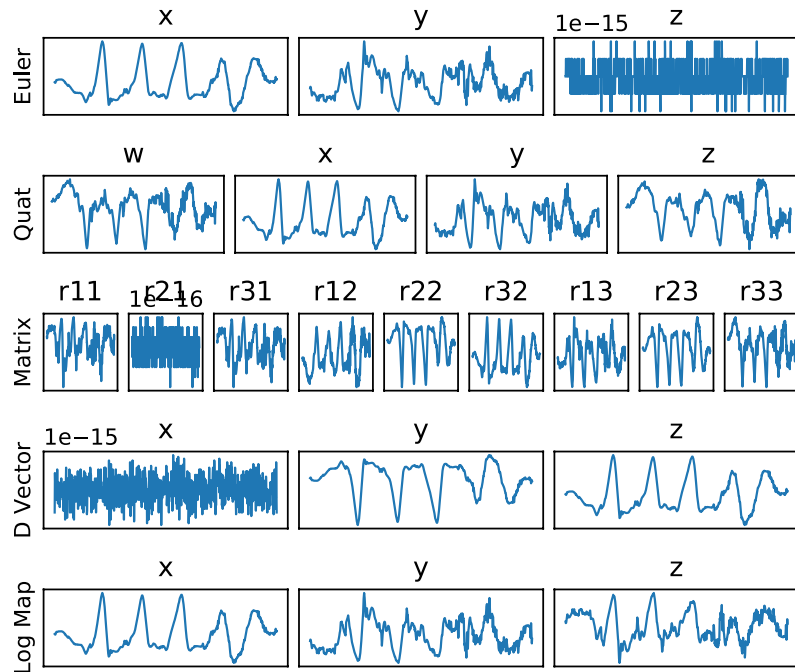 x y z
1e−15
Euler
w x y z
Quat
r11 r21 r31 r12 r22 r32 r13 r23 r33
1e−16
Matrix
x y z
1e−15
D Vector
x y z
Log Map